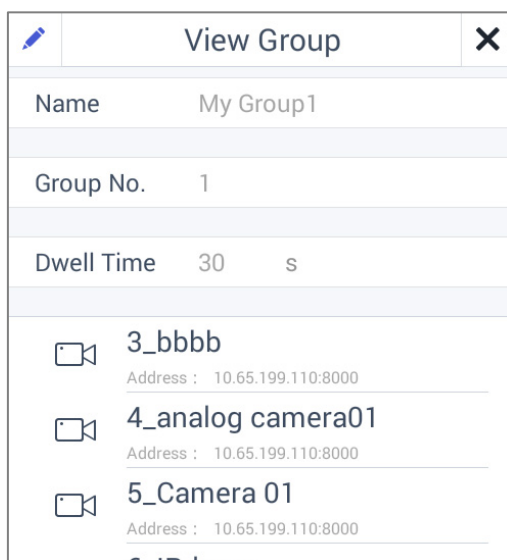 View Group
Name My Group1
Group No. 1
Dwell Time 30 s
3_bbbb
Address : 10.65.199.110:8000
4_analog camera01
Address : 10.65.199.110:8000
5_Camera 01
Address : 10.65.199.110:8000